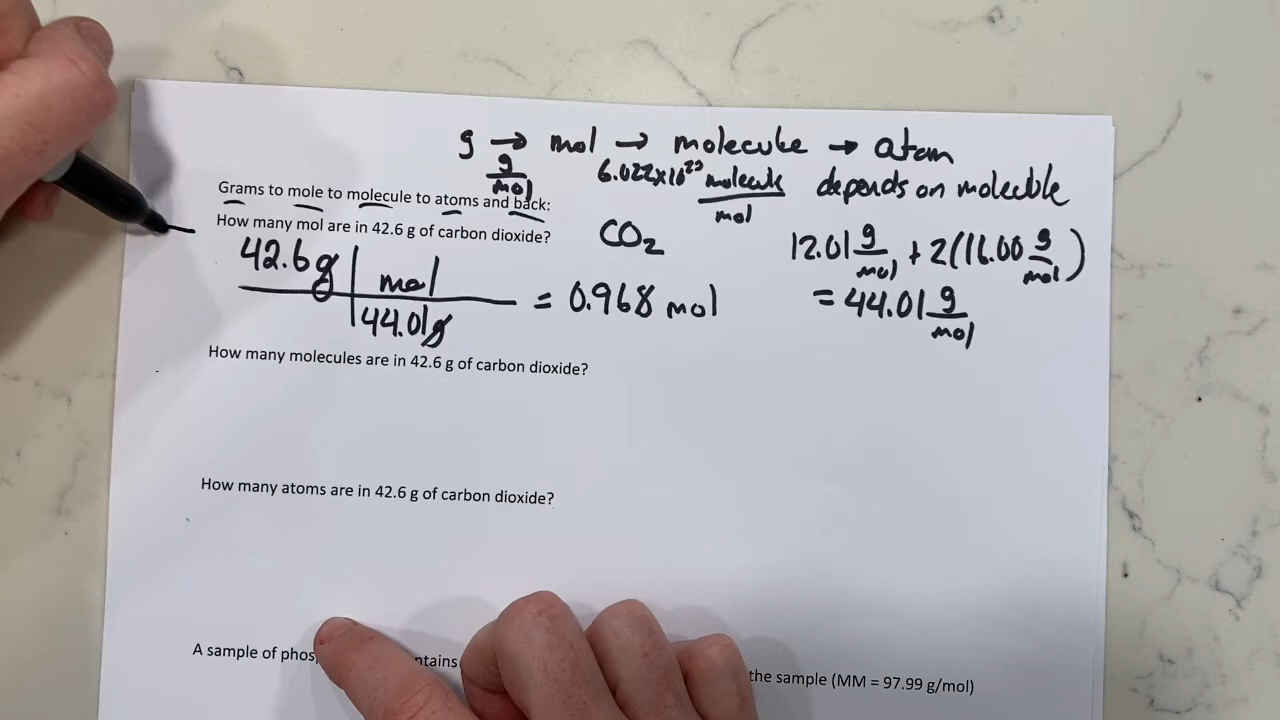 g → mol → molecule → atom
g/mol 6.022x10²³ molecule/mol depends on molecule
Grams to mole to molecule to atoms and back:
How many mol are in 42.6 g of carbon dioxide?
CO₂
12.01 g/mol + 2(16.00 g/mol)
= 44.01 g/mol
42.6g | mol
44.01g
= 0.968 mol
How many molecules are in 42.6 g of carbon dioxide?
How many atoms are in 42.6 g of carbon dioxide?
A sample of the sample (MM = 97.99 g/mol)